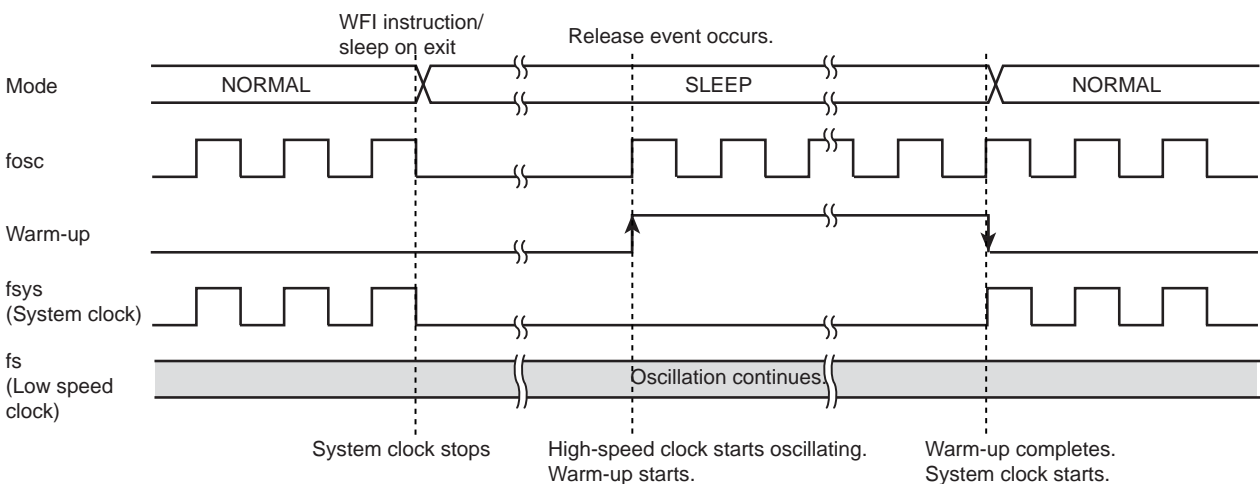 WFI instruction/
sleep on exit
Release event occurs.
Mode
NORMAL
SLEEP
NORMAL
fosc
Warm-up
fsys
(System clock)
fs
(Low speed
clock)
Oscillation continues.
System clock stops
High-speed clock starts oscillating.
Warm-up starts.
Warm-up completes.
System clock starts.